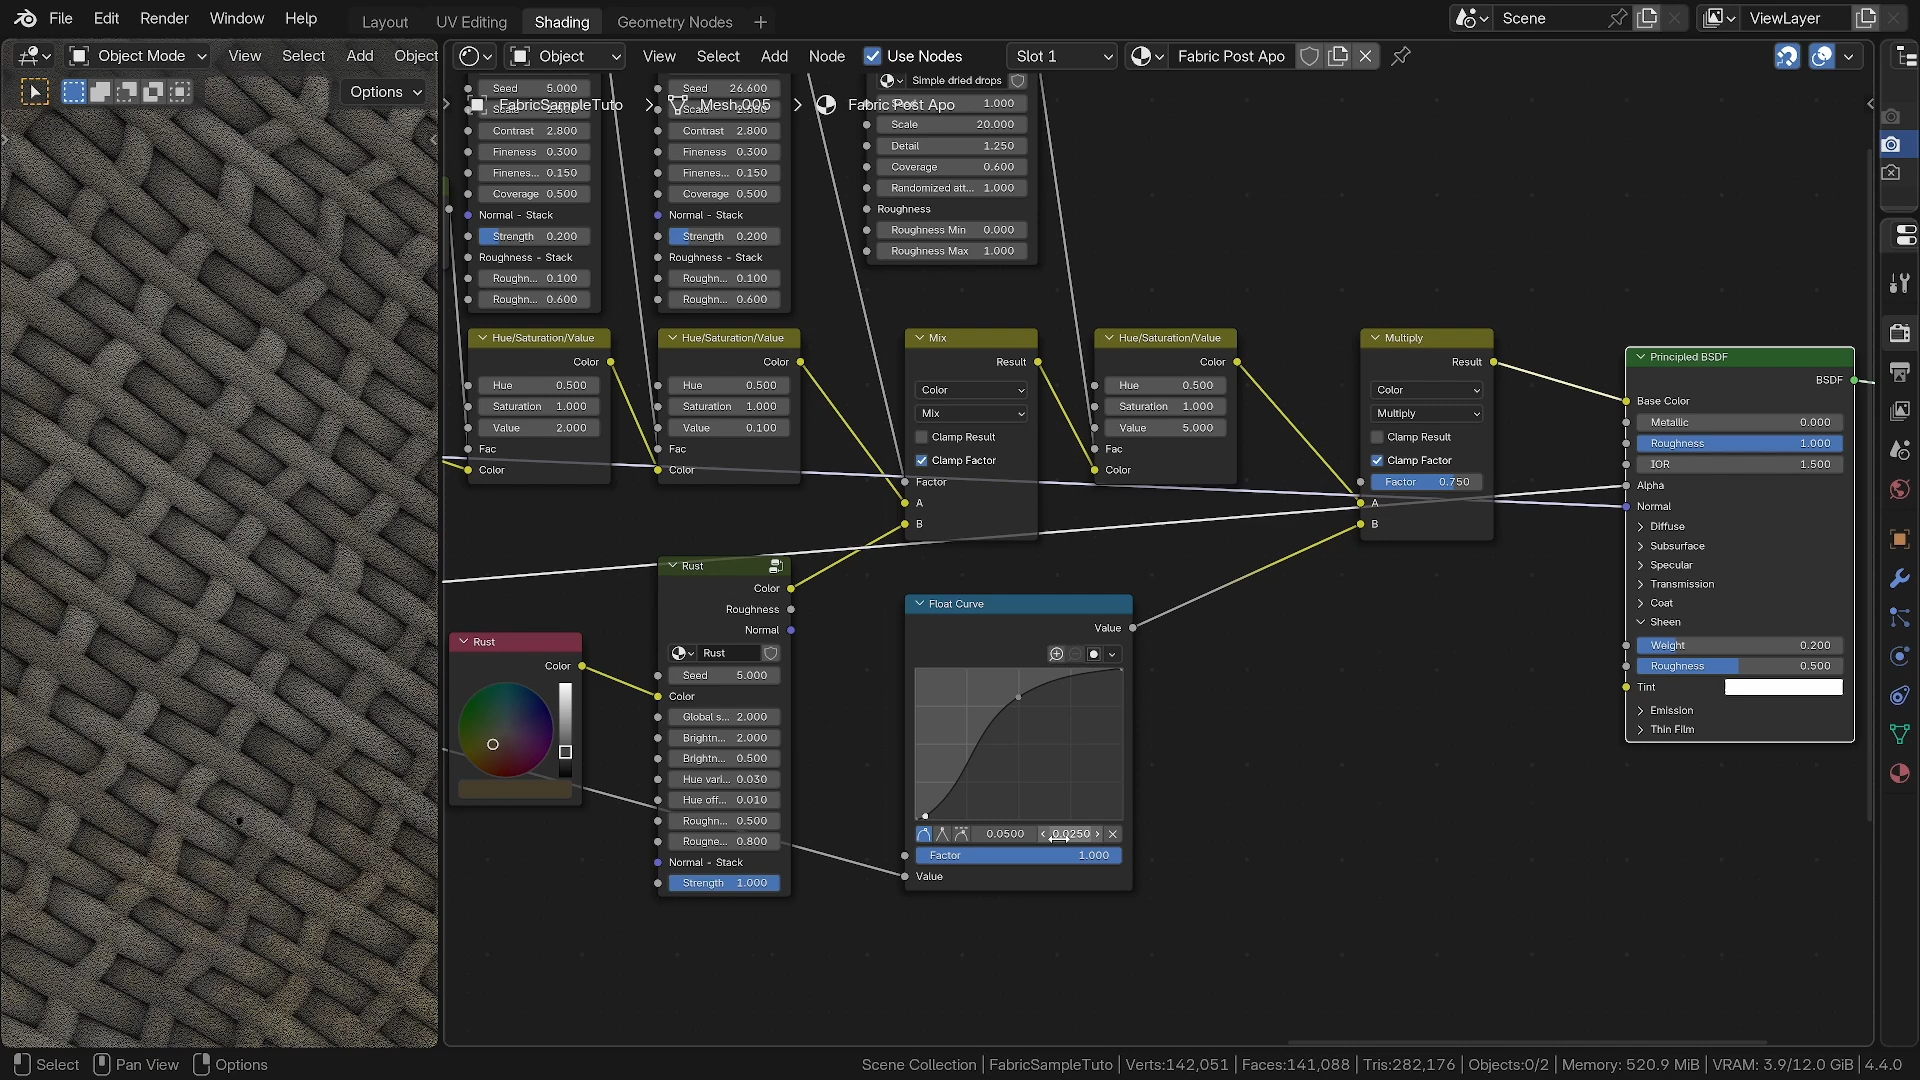 File Edit Render Window Help Layout UV Editing Shading Geometry Nodes Scene ViewLayer
Object Mode View Select Add Object
Object View Select Add Node Use Nodes Slot 1 Fabric Post Apo
Options
FabricSampleTuto > Mesh.005 > Fabric Post Apo
Seed 5.000
Contrast 2.800
Fineness 0.300
Finenes... 0.150
Coverage 0.500
Normal - Stack
Strength 0.200
Roughness - Stack
Roughn... 0.100
Roughn... 0.600
Seed 26.600
Contrast 2.800
Fineness 0.300
Finenes... 0.150
Coverage 0.500
Normal - Stack
Strength 0.200
Roughness - Stack
Roughn... 0.100
Roughn... 0.600
Simple dried drops
1.000
Scale 20.000
Detail 1.250
Coverage 0.600
Randomized att... 1.000
Roughness
Roughness Min 0.000
Roughness Max 1.000
Hue/Saturation/Value
Color
Hue 0.500
Saturation 1.000
Value 2.000
Fac
Color
Hue/Saturation/Value
Color
Hue 0.500
Saturation 1.000
Value 0.100
Fac
Color
Mix
Result
Color
Mix
Clamp Result
Clamp Factor
Factor
A
B
Hue/Saturation/Value
Color
Hue 0.500
Saturation 1.000
Value 5.000
Fac
Color
Multiply
Result
Color
Multiply
Clamp Result
Clamp Factor
Factor 0.750
A
B
Principled BSDF
BSDF
Base Color
Metallic 0.000
Roughness 1.000
IOR 1.500
Alpha
Normal
Diffuse
Subsurface
Specular
Transmission
Coat
Sheen
Weight 0.200
Roughness 0.500
Tint
Emission
Thin Film
Rust
Color
Rust
Color
Roughness
Normal
Rust
Seed 5.000
Color
Global s... 2.000
Brightn... 2.000
Brightn... 0.500
Hue vari... 0.030
Hue off... 0.010
Roughn... 0.500
Rougne... 0.800
Normal - Stack
Strength 1.000
Float Curve
Value
0.0500 0.0250
Factor 1.000
Value
Select Pan View Options
Scene Collection | FabricSampleTuto | Verts:142,051 | Faces:141,088 | Tris:282,176 | Objects:0/2 | Memory: 520.9 MiB | VRAM: 3.9/12.0 GiB | 4.4.0